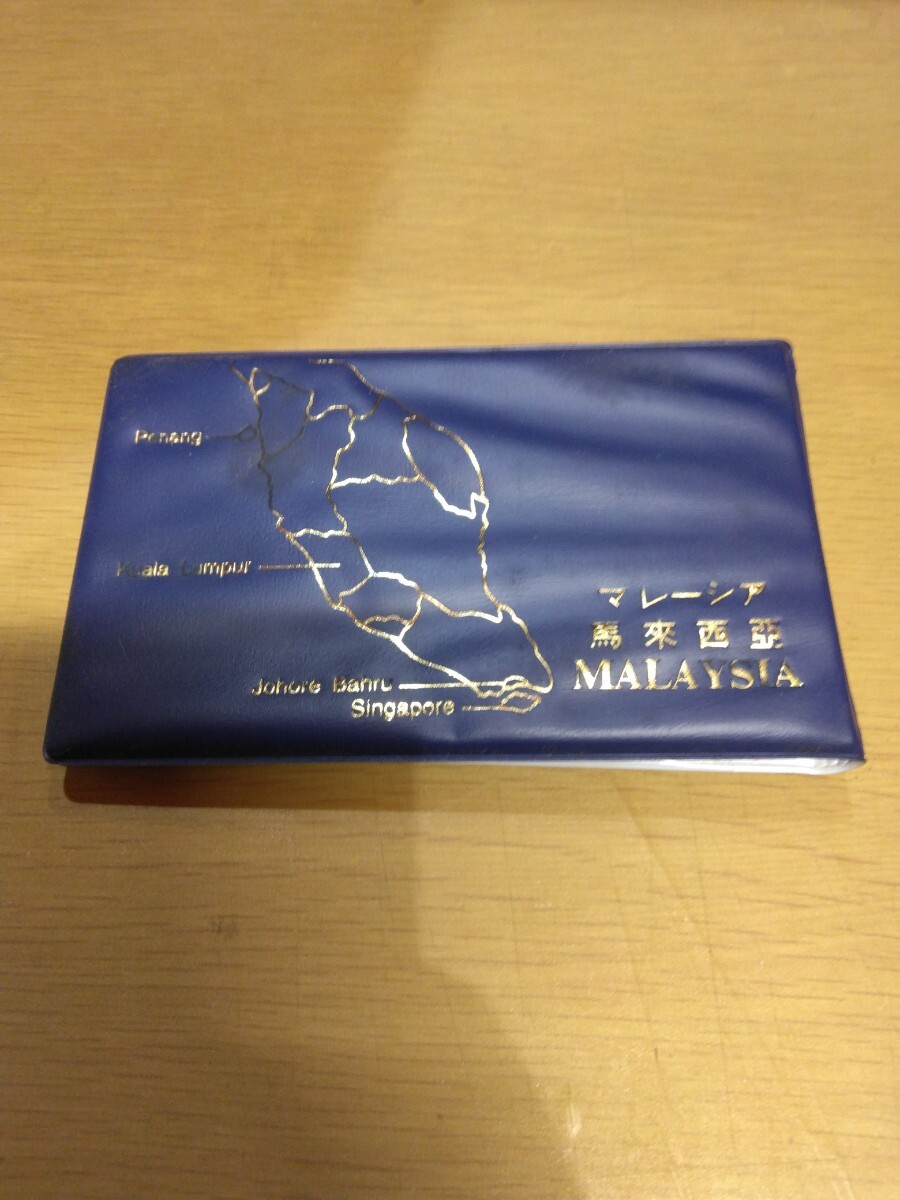 Penang
Kuala Lumpur
Johore Bahru
Singapore
マレーシア
馬來西亞
MALAYSIA